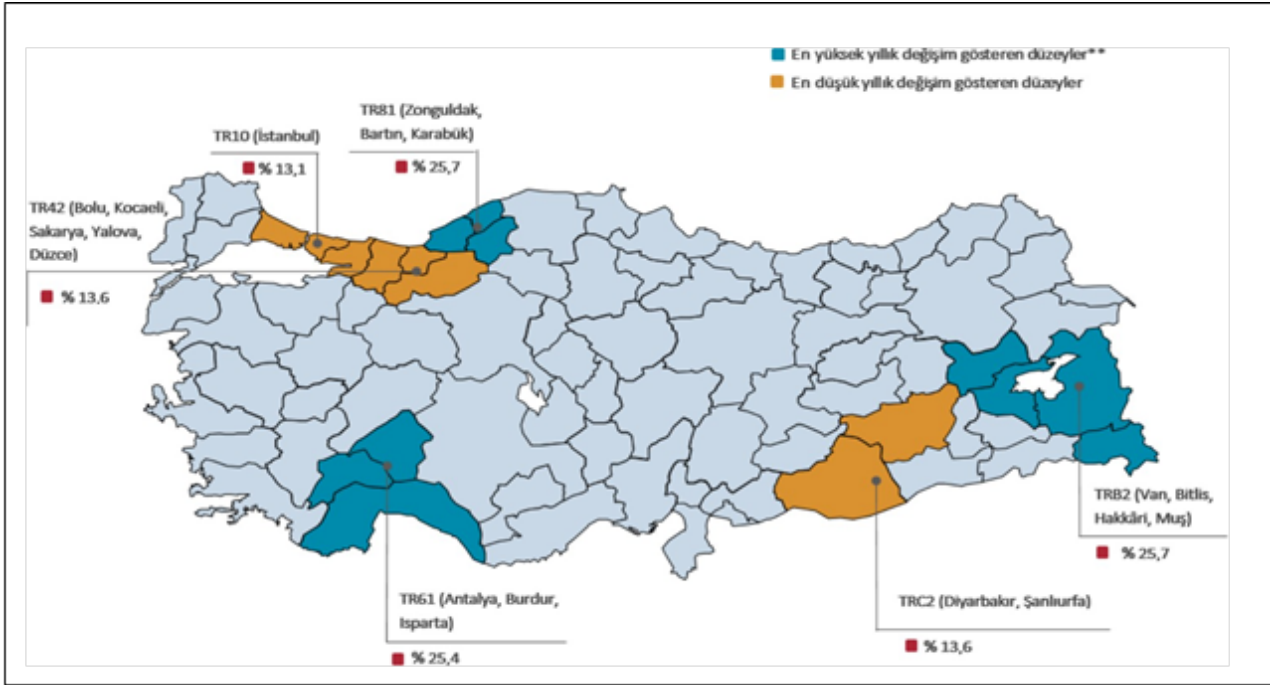 En yüksek yıllık değişim gösteren düzeyler**
En düşük yıllık değişim gösteren düzeyler
TR81 (Zonguldak,
Bartın, Karabük)
% 25,7
TR10 (İstanbul)
% 13,1
TR42 (Bolu, Kocaeli,
Sakarya, Yalova,
Düzce)
% 13,6
TRB2 (Van, Bitlis,
Hakkâri, Muş)
% 25,7
TR61 (Antalya, Burdur,
Isparta)
% 25,4
TRC2 (Diyarbakır, Şanlıurfa)
% 13,6